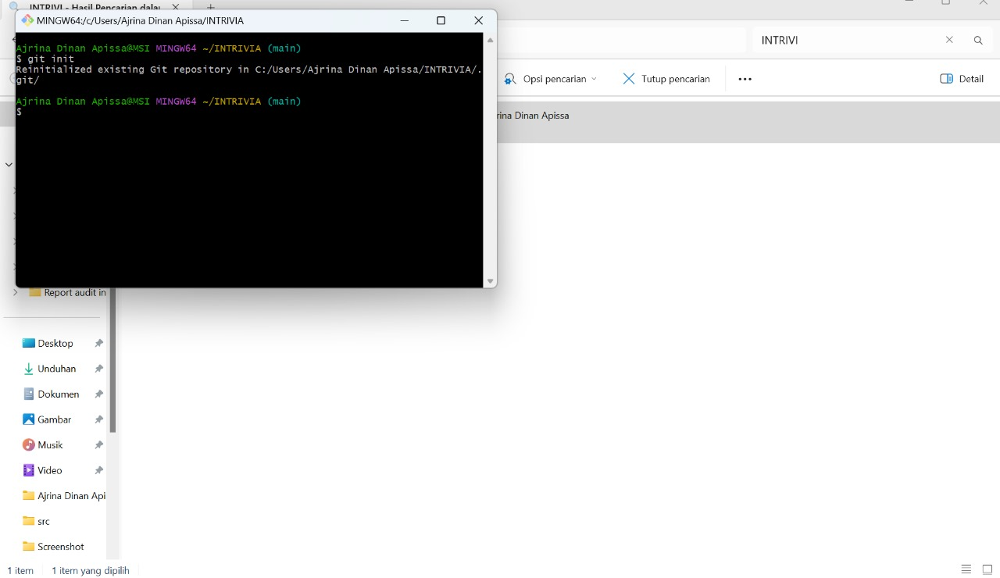 INTRIVI - Hasil Pencarian dala
MINGW64:/c/Users/Ajrina Dinan Apissa/INTRIVIA
Ajrina Dinan Apissa@MSI MINGW64 ~/INTRIVIA (main)
$ git init
Reinitialized existing Git repository in C:/Users/Ajrina Dinan Apissa/INTRIVIA/.
git/
Ajrina Dinan Apissa@MSI MINGW64 ~/INTRIVIA (main)
$
INTRIVI
Opsi pencarian
Tutup pencarian
Detail
rina Dinan Apissa
Report audit in
Desktop
Unduhan
Dokumen
Gambar
Musik
Video
Ajrina Dinan Api
src
Screenshot
1 item
1 item yang dipilih